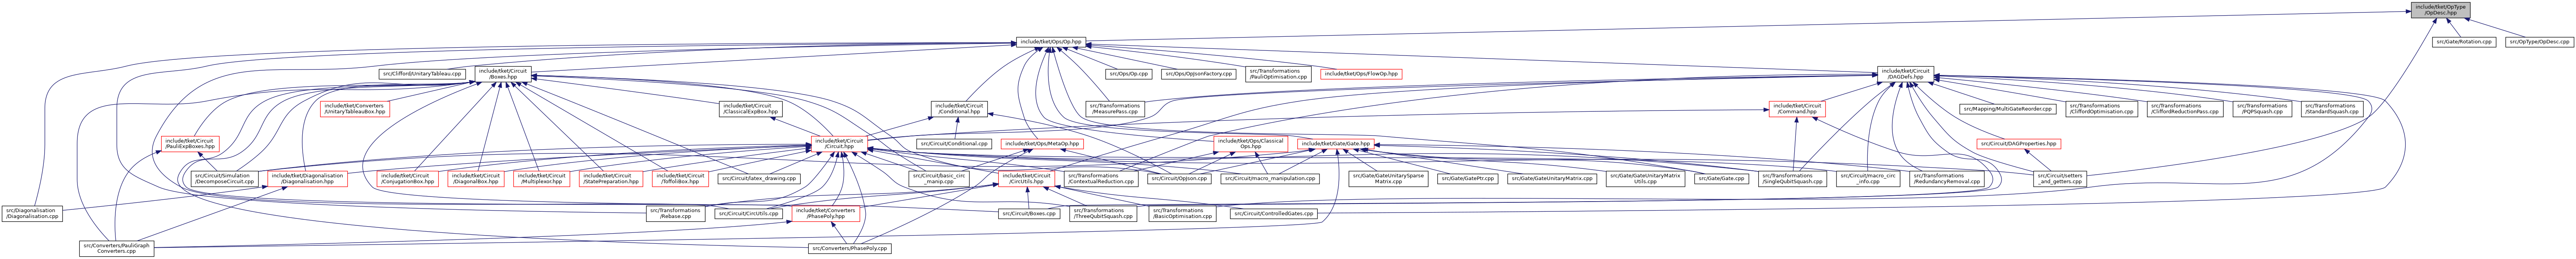 include/tket/OpType
/OpDesc.hpp
include/tket/Ops/Op.hpp
src/Gate/Rotation.cpp
src/OpType/OpDesc.cpp
src/Clifford/UnitaryTableau.cpp
include/tket/Circuit
/Boxes.hpp
src/Ops/Op.cpp
src/Ops/OpJsonFactory.cpp
src/Transformations
/PauliOptimisation.cpp
include/tket/Ops/FlowOp.hpp
include/tket/Circuit
/DAGDefs.hpp
include/tket/Converters
/UnitaryTableauBox.hpp
include/tket/Circuit
/ClassicalExpBox.hpp
include/tket/Circuit
/Conditional.hpp
src/Transformations
/MeasurePass.cpp
include/tket/Circuit
/Command.hpp
src/Mapping/MultiGateReorder.cpp
src/Transformations
/CliffordOptimisation.cpp
src/Transformations
/CliffordReductionPass.cpp
src/Transformations
/PQPSquash.cpp
src/Transformations
/StandardSquash.cpp
include/tket/Circuit
/PauliExpBoxes.hpp
include/tket/Circuit
/Circuit.hpp
src/Circuit/Conditional.cpp
include/tket/Ops/MetaOp.hpp
include/tket/Ops/Classical
Ops.hpp
include/tket/Gate/Gate.hpp
src/Circuit/DAGProperties.hpp
src/Circuit/Simulation
/DecomposeCircuit.cpp
include/tket/Diagonalisation
/Diagonalisation.hpp
include/tket/Circuit
/ConjugationBox.hpp
include/tket/Circuit
/DiagonalBox.hpp
include/tket/Circuit
/Multiplexor.hpp
include/tket/Circuit
/StatePreparation.hpp
include/tket/Circuit
/ToffoliBox.hpp
src/Circuit/latex_drawing.cpp
src/Circuit/basic_circ
_manip.cpp
include/tket/Circuit
/CircUtils.hpp
src/Transformations
/ContextualReduction.cpp
src/Circuit/OpJson.cpp
src/Circuit/macro_manipulation.cpp
src/Gate/GateUnitarySparse
Matrix.cpp
src/Gate/GatePtr.cpp
src/Gate/GateUnitaryMatrix.cpp
src/Gate/GateUnitaryMatrix
Utils.cpp
src/Gate/Gate.cpp
src/Transformations
/SingleQubitSquash.cpp
src/Circuit/macro_circ
_info.cpp
src/Transformations
/RedundancyRemoval.cpp
src/Circuit/setters
_and_getters.cpp
src/Diagonalisation
/Diagonalisation.cpp
src/Transformations
/Rebase.cpp
src/Circuit/CircUtils.cpp
include/tket/Converters
/PhasePoly.hpp
src/Circuit/Boxes.cpp
src/Transformations
/ThreeQubitSquash.cpp
src/Transformations
/BasicOptimisation.cpp
src/Circuit/ControlledGates.cpp
src/Converters/PauliGraph
Converters.cpp
src/Converters/PhasePoly.cpp